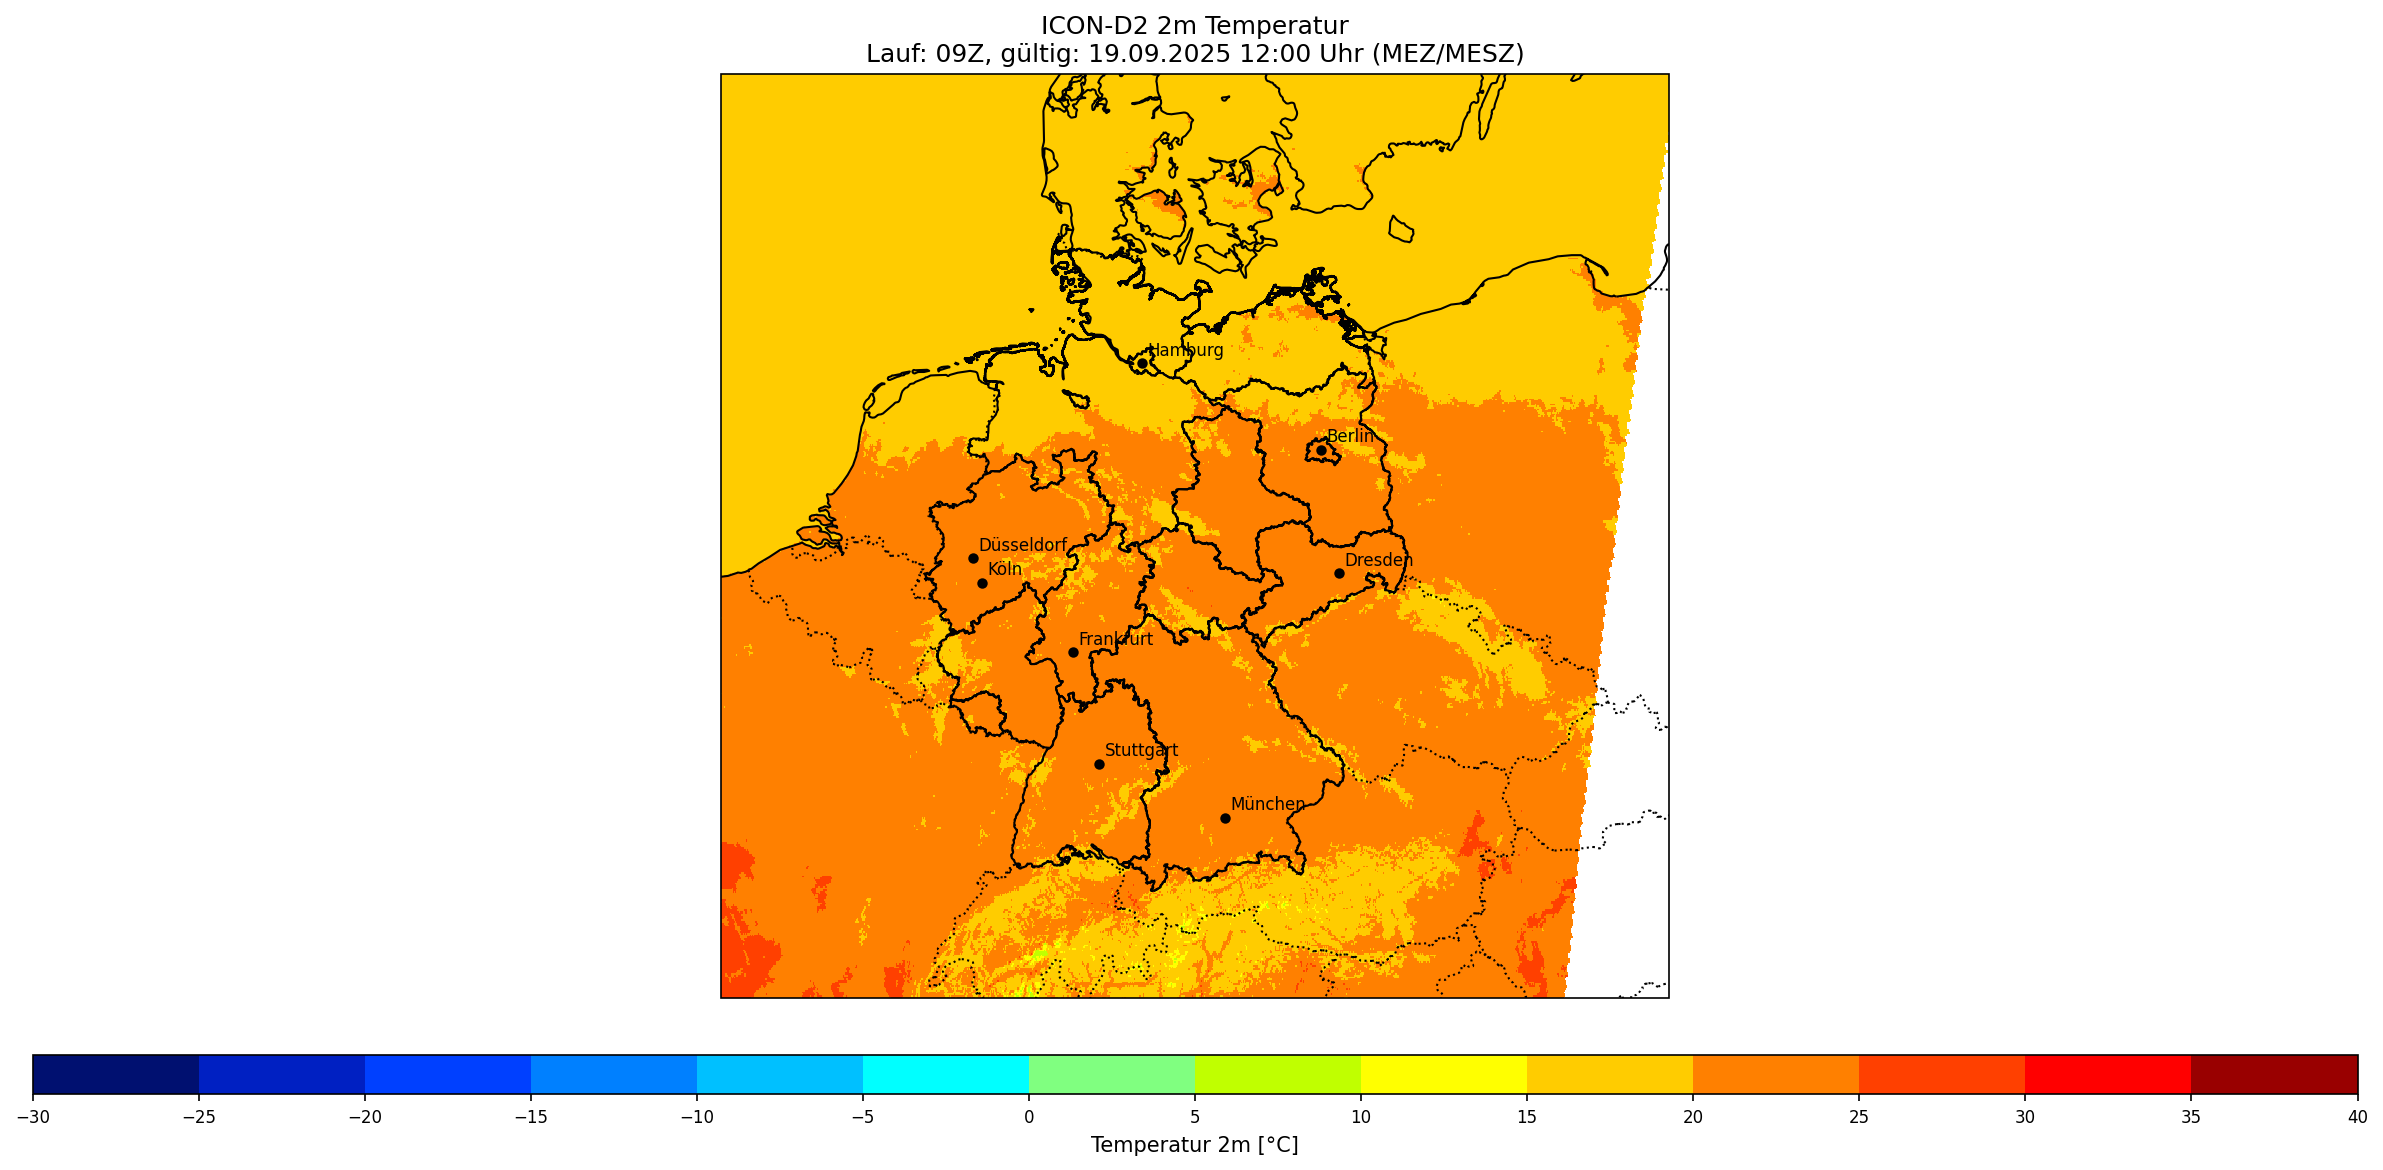 ICON-D2 2m Temperatur
Lauf: 09Z, gültig: 19.09.2025 12:00 Uhr (MEZ/MESZ)
Hamburg
Berlin
Düsseldorf
Köln
Dresden
Frankfurt
Stuttgart
München
−30 −25 −20 −15 −10 −5 0 5 10 15 20 25 30 35 40
Temperatur 2m [°C]